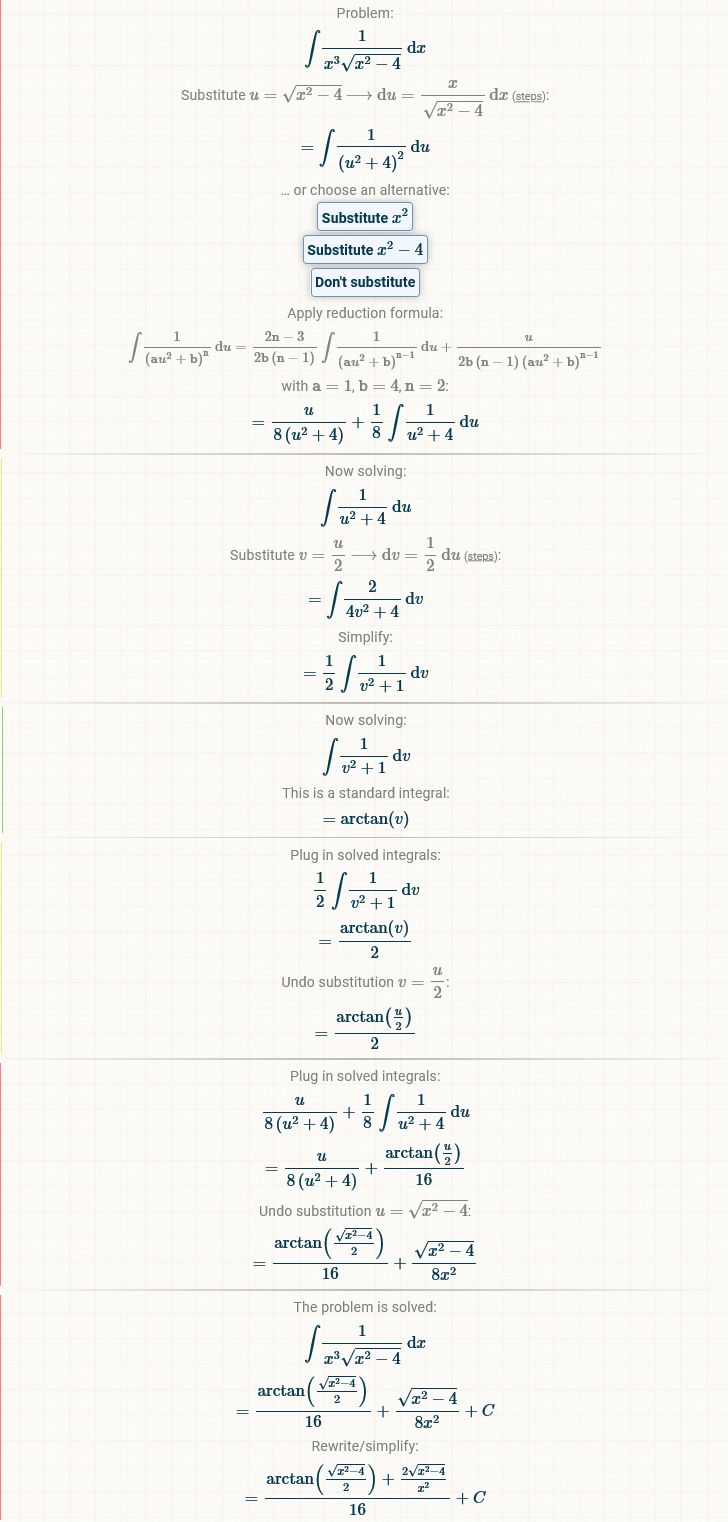 Problem:
∫ 1/(x³√(x² − 4)) dx
Substitute u = √(x² − 4) ⟶ du = x/√(x² − 4) dx (steps):
= ∫ 1/(u² + 4)² du
… or choose an alternative:
Substitute x²
Substitute x² − 4
Don't substitute
Apply reduction formula:
∫ 1/(au² + b)ⁿ du = (2n − 3)/(2b (n − 1)) ∫ 1/(au² + b)ⁿ⁻¹ du + u/(2b (n − 1) (au² + b)ⁿ⁻¹)
with a = 1, b = 4, n = 2:
= u/(8 (u² + 4)) + 1/8 ∫ 1/(u² + 4) du
Now solving:
∫ 1/(u² + 4) du
Substitute v = u/2 ⟶ dv = 1/2 du (steps):
= ∫ 2/(4v² + 4) dv
Simplify:
= 1/2 ∫ 1/(v² + 1) dv
Now solving:
∫ 1/(v² + 1) dv
This is a standard integral:
= arctan(v)
Plug in solved integrals:
1/2 ∫ 1/(v² + 1) dv
= arctan(v)/2
Undo substitution v = u/2:
= arctan(u/2)/2
Plug in solved integrals:
u/(8 (u² + 4)) + 1/8 ∫ 1/(u² + 4) du
= u/(8 (u² + 4)) + arctan(u/2)/16
Undo substitution u = √(x² − 4):
= arctan(√(x²−4)/2)/16 + √(x² − 4)/(8x²)
The problem is solved:
∫ 1/(x³√(x² − 4)) dx
= arctan(√(x²−4)/2)/16 + √(x² − 4)/(8x²) + C
Rewrite/simplify:
= (arctan(√(x²−4)/2) + 2√(x²−4)/x²)/16 + C